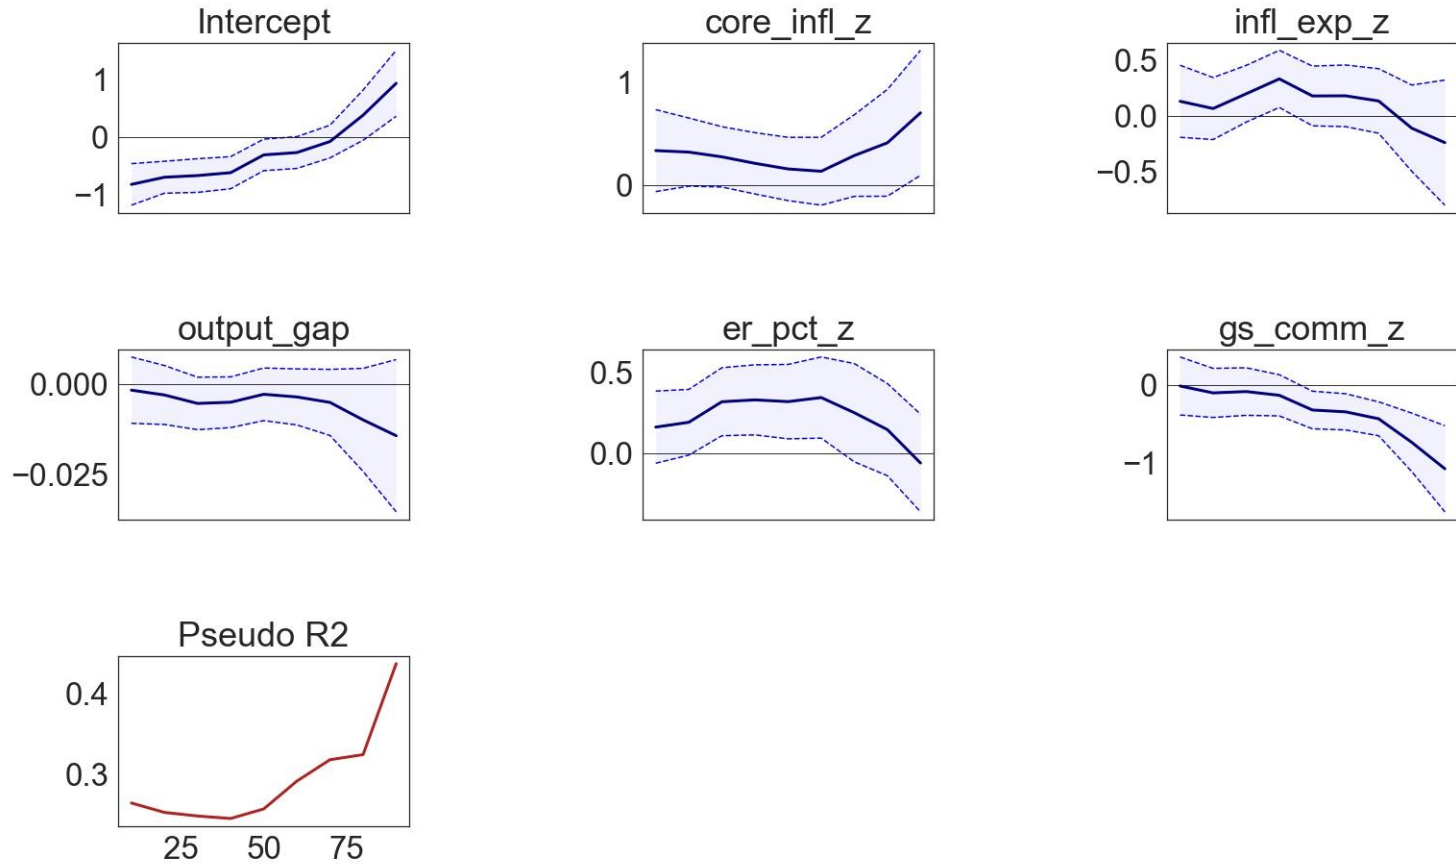 Intercept
core_infl_z
infl_exp_z
1
0
−1
1
0
0.5
0.0
−0.5
output_gap
er_pct_z
gs_comm_z
0.000
−0.025
0.5
0.0
0
−1
Pseudo R2
0.4
0.3
25 50 75